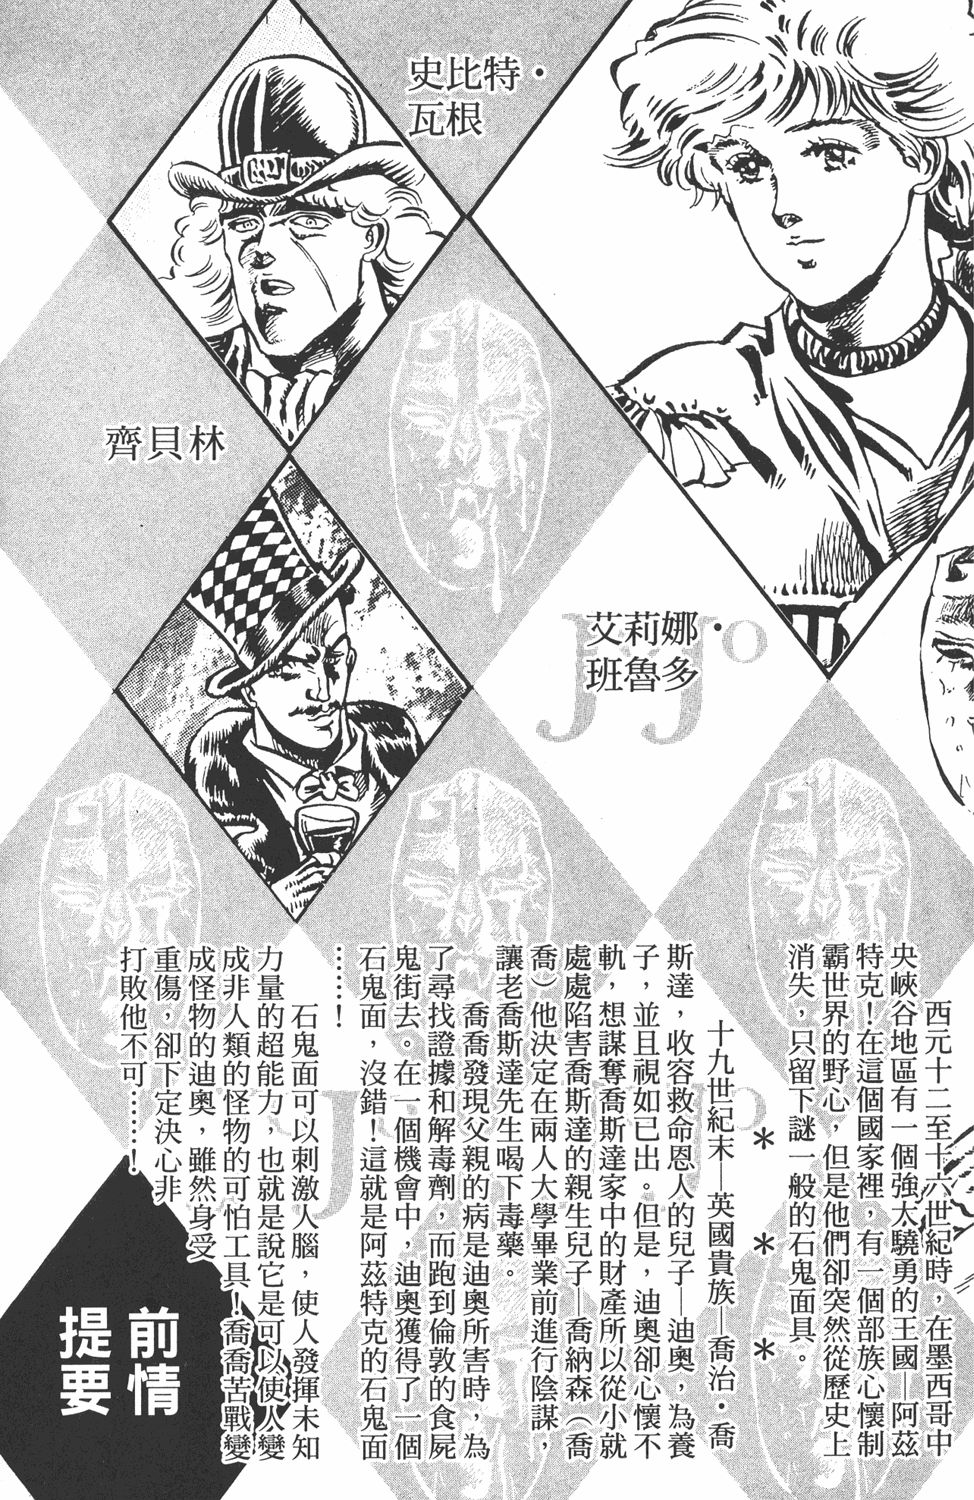 史比特・
瓦根
齊貝林
艾莉娜・
班魯多
JoJo
西元十二至十六世紀時，在墨西哥中
央峽谷地區有一個強大驍勇的王國—阿茲
特克！在這個國家裡，有一個部族心懷制
霸世界的野心，但是他們卻突然從歷史上
消失，只留下謎一般的石鬼面具。
＊　＊　＊
十九世紀末—英國貴族—喬治・喬
斯達，收容救命恩人的兒子—迪奧，為養
子，並且視如已出。但是，迪奧卻心懷不
軌，想謀奪喬斯達家中的財產所以從小就
處處陷害喬斯達的親生兒子—喬納森（喬
喬）他決定在兩人大學畢業前進行陰謀，
讓老喬斯達先生喝下毒藥。
喬喬發現父親的病是迪奧所害時，為
了尋找證據和解毒劑，而跑到倫敦的食屍
鬼街去。在一個機會中，迪奧獲得了一個
石鬼面，沒錯！這就是阿茲特克的石鬼面
……！
石鬼面可以刺激人腦，使人發揮未知
力量的超能力，也就是說它是可以使人變
成非人類的怪物的可怕工具！喬喬苦戰變
成怪物的迪奧，雖然身受
重傷，卻下定決心非
打敗他不可……！
前情
提要